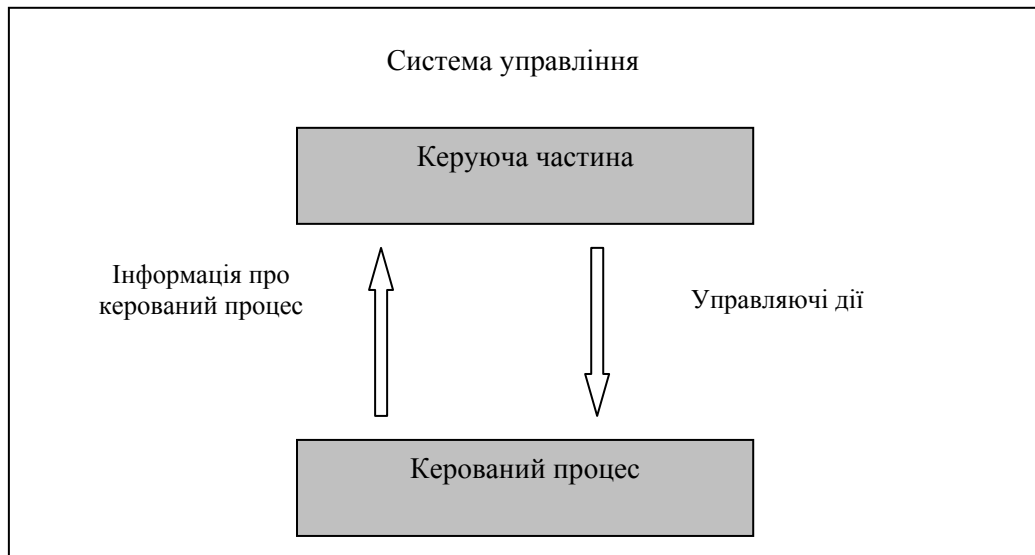 Система управління
Керуюча частина
Інформація про
керований процес
Управляючі дії
Керований процес